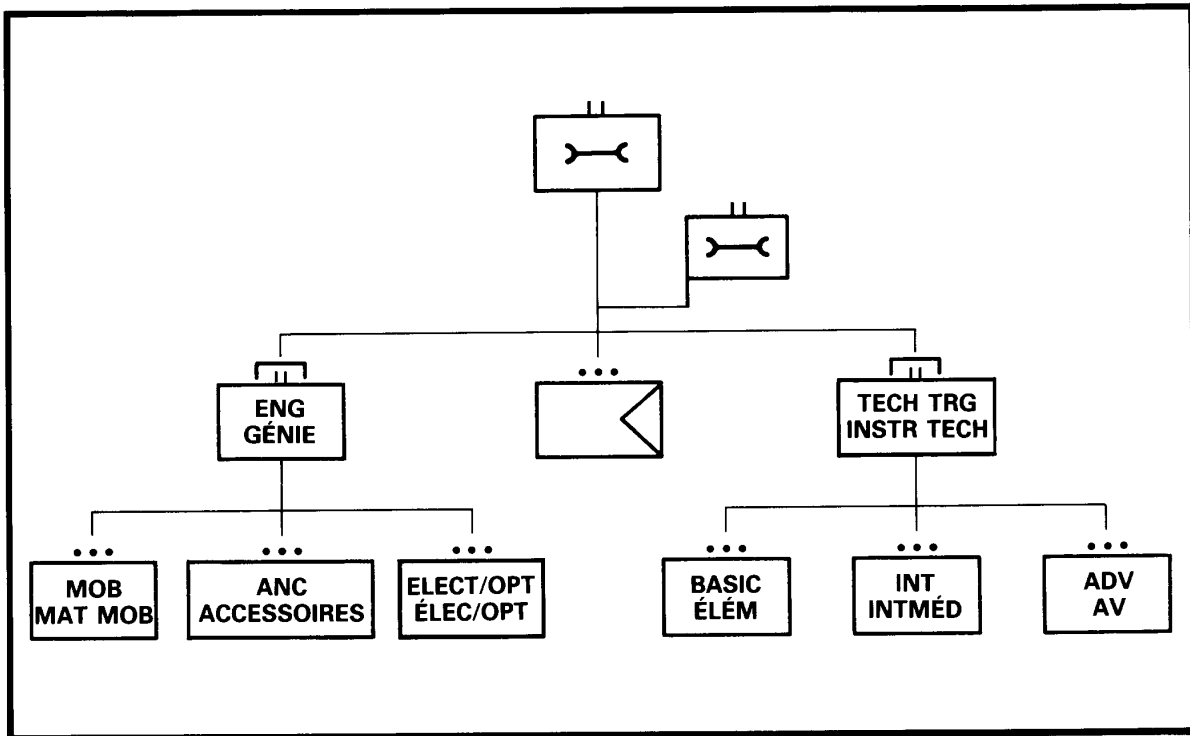 ENG
GÉNIE
TECH TRG
INSTR TECH
MOB
MAT MOB
ANC
ACCESSOIRES
ELECT/OPT
ÉLEC/OPT
BASIC
ÉLÉM
INT
INTMÉD
ADV
AV